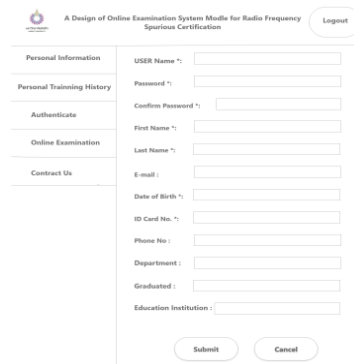 A Design of Online Examination System Modle for Radio Frequency
Spurious Certification
Logout
Personal Information
Personal Trainning History
Authenticate
Online Examination
Contract Us
USER Name *:
Password *:
Confirm Password *:
First Name *:
Last Name *:
E-mail :
Date of Birth *:
ID Card No. *:
Phone No :
Department :
Graduated :
Education Institution :
Submit
Cancel